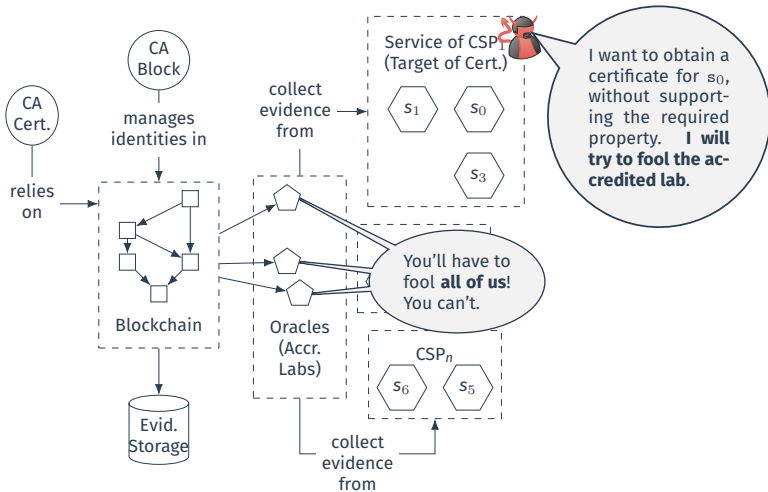 CA
Block
CA
Cert.
manages
identities in
relies
on
Blockchain
Evid.
Storage
collect
evidence
from
Oracles
(Accr.
Labs)
Service of CSP1
(Target of Cert.)
s1
s0
s3
I want to obtain a
certificate for s0,
without support-
ing the required
property. I will
try to fool the ac-
credited lab.
You'll have to
fool all of us!
You can't.
CSPn
s6
s5
collect
evidence
from